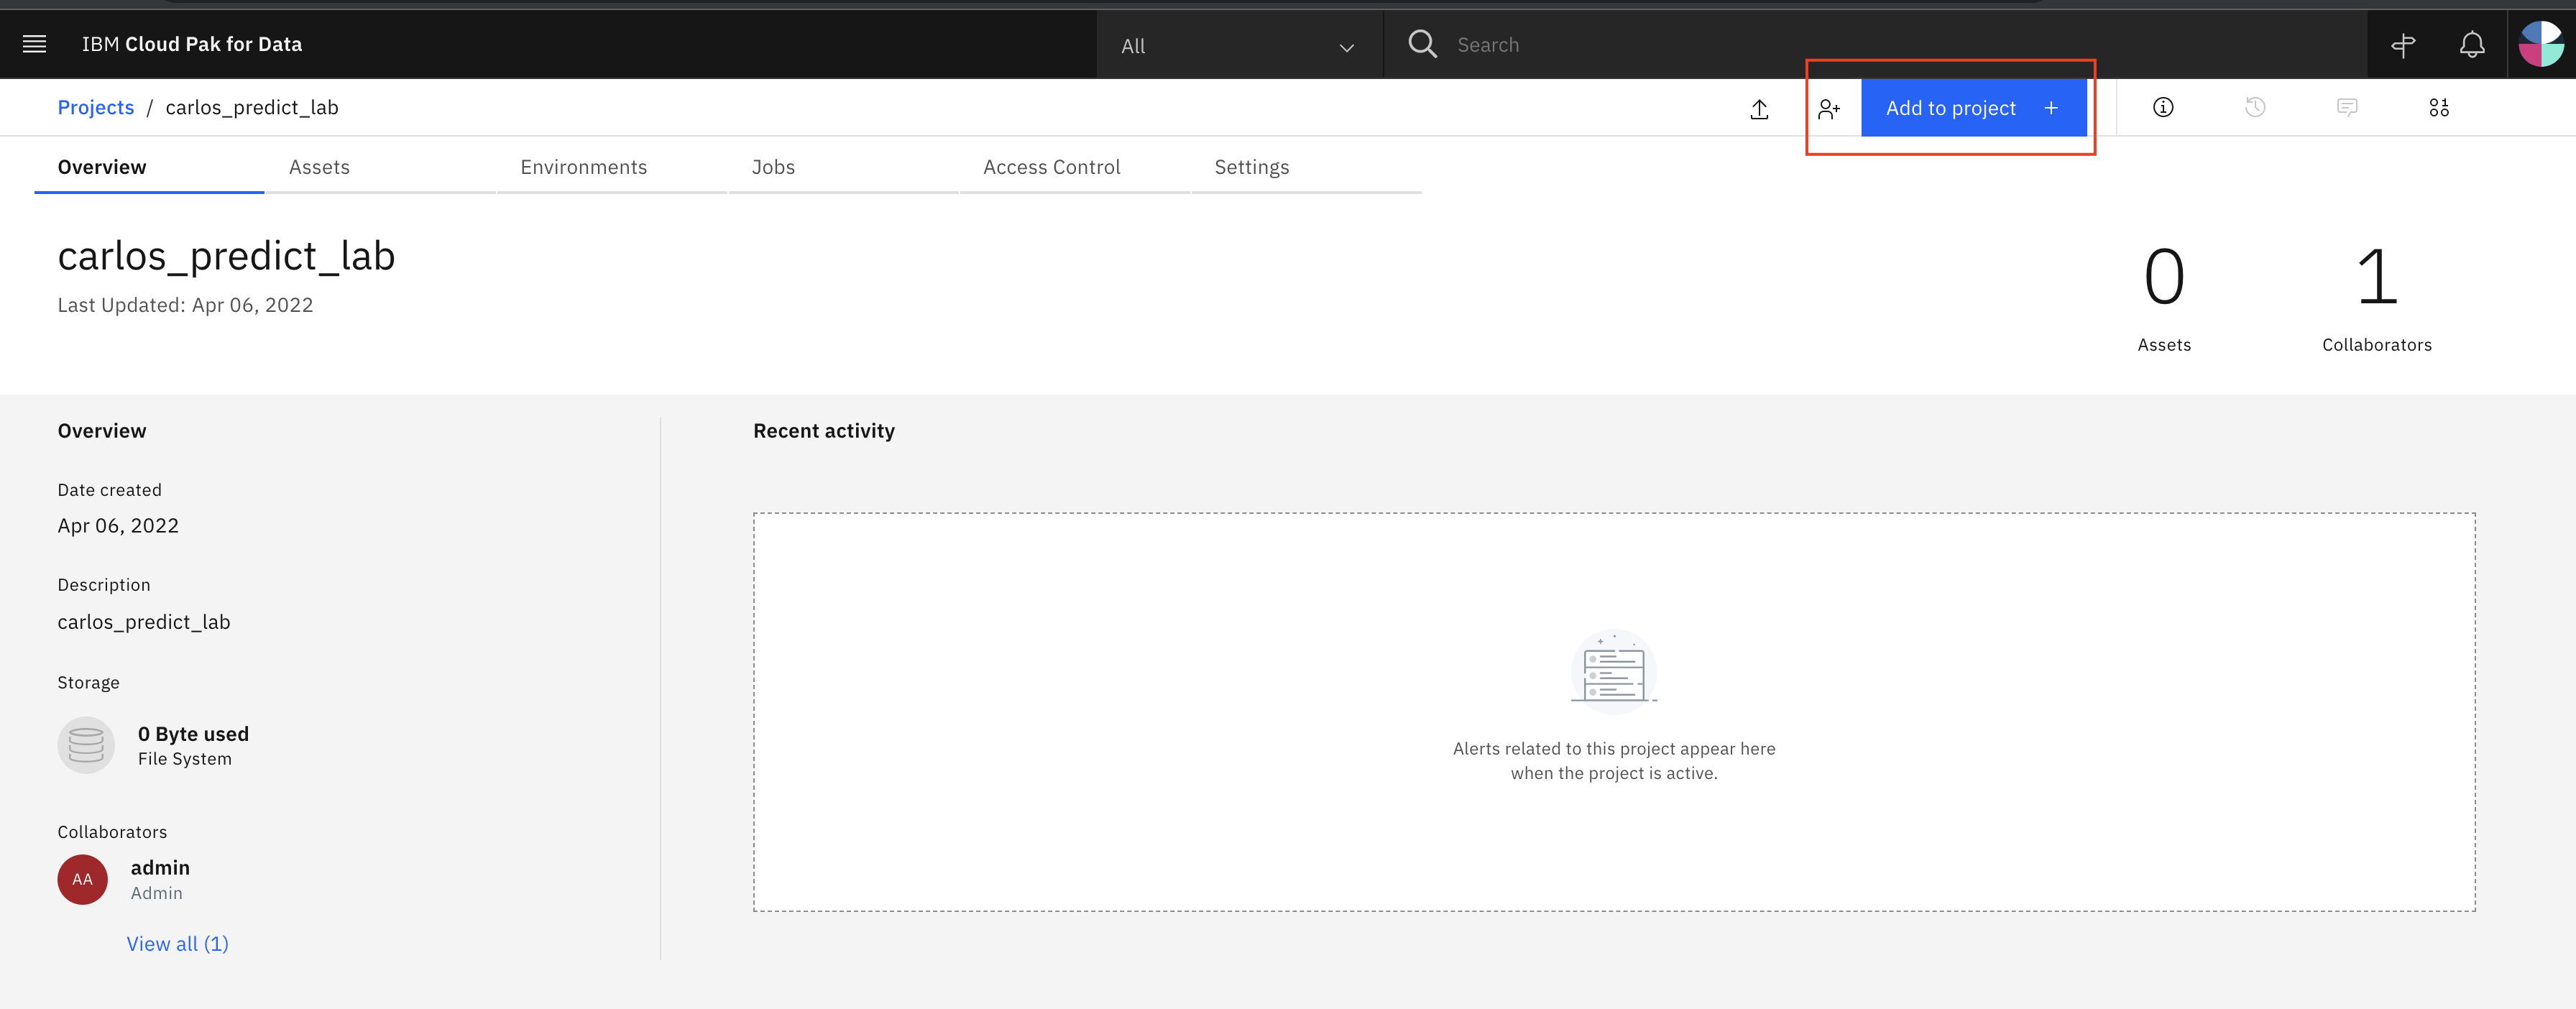 IBM Cloud Pak for Data
All
Search
Projects / carlos_predict_lab
Add to project +
Overview
Assets
Environments
Jobs
Access Control
Settings
carlos_predict_lab
Last Updated: Apr 06, 2022
0
Assets
1
Collaborators
Overview
Date created
Apr 06, 2022
Description
carlos_predict_lab
Storage
0 Byte used
File System
Collaborators
AA
admin
Admin
View all (1)
Recent activity
Alerts related to this project appear here
when the project is active.